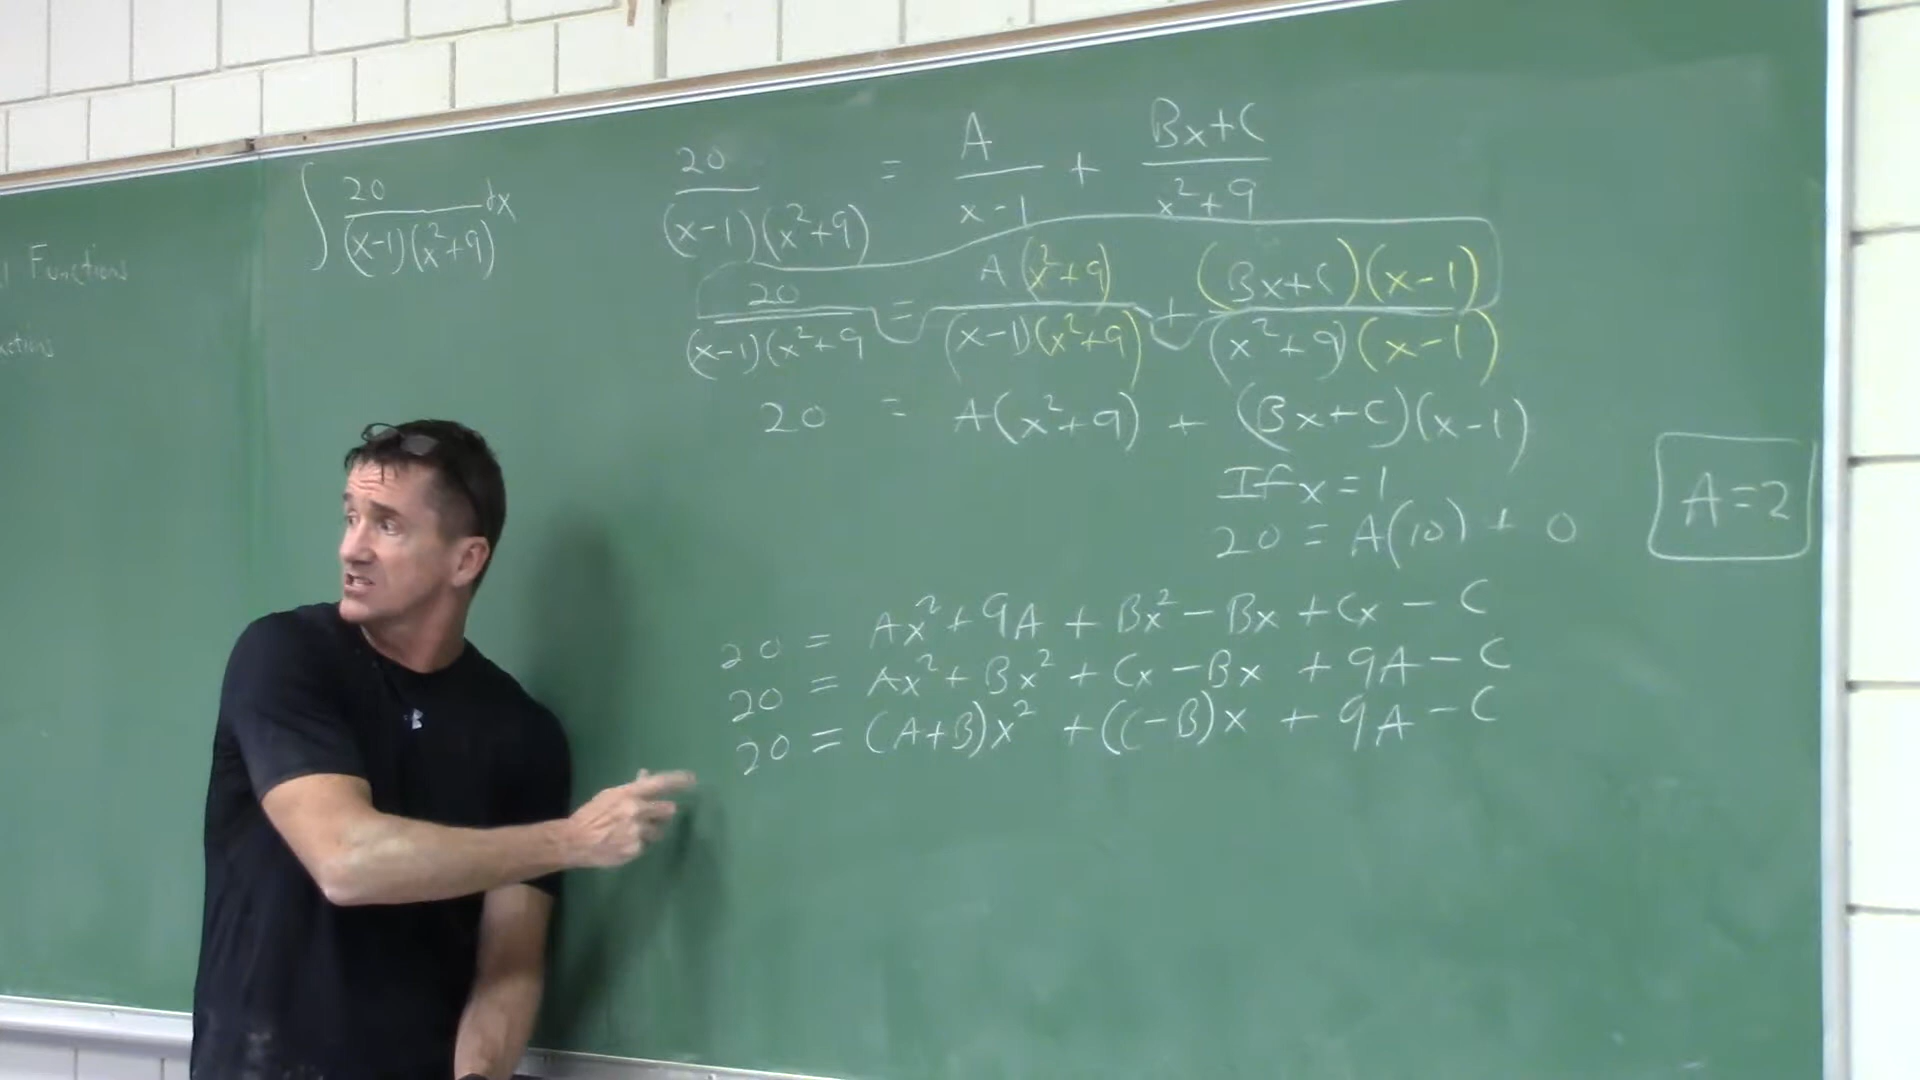 Functions
∫ 20/((x-1)(x²+9)) dx
20/((x-1)(x²+9)) = A/(x-1) + (Bx+C)/(x²+9)
20/((x-1)(x²+9) = A(x²+9)/((x-1)(x²+9)) + (Bx+C)(x-1)/((x²+9)(x-1))
20 = A(x²+9) + (Bx+C)(x-1)
If x = 1
20 = A(10) + 0
A = 2
20 = Ax² + 9A + Bx² - Bx + Cx - C
20 = Ax² + Bx² + Cx - Bx + 9A - C
20 = (A+B)x² + (C-B)x + 9A - C